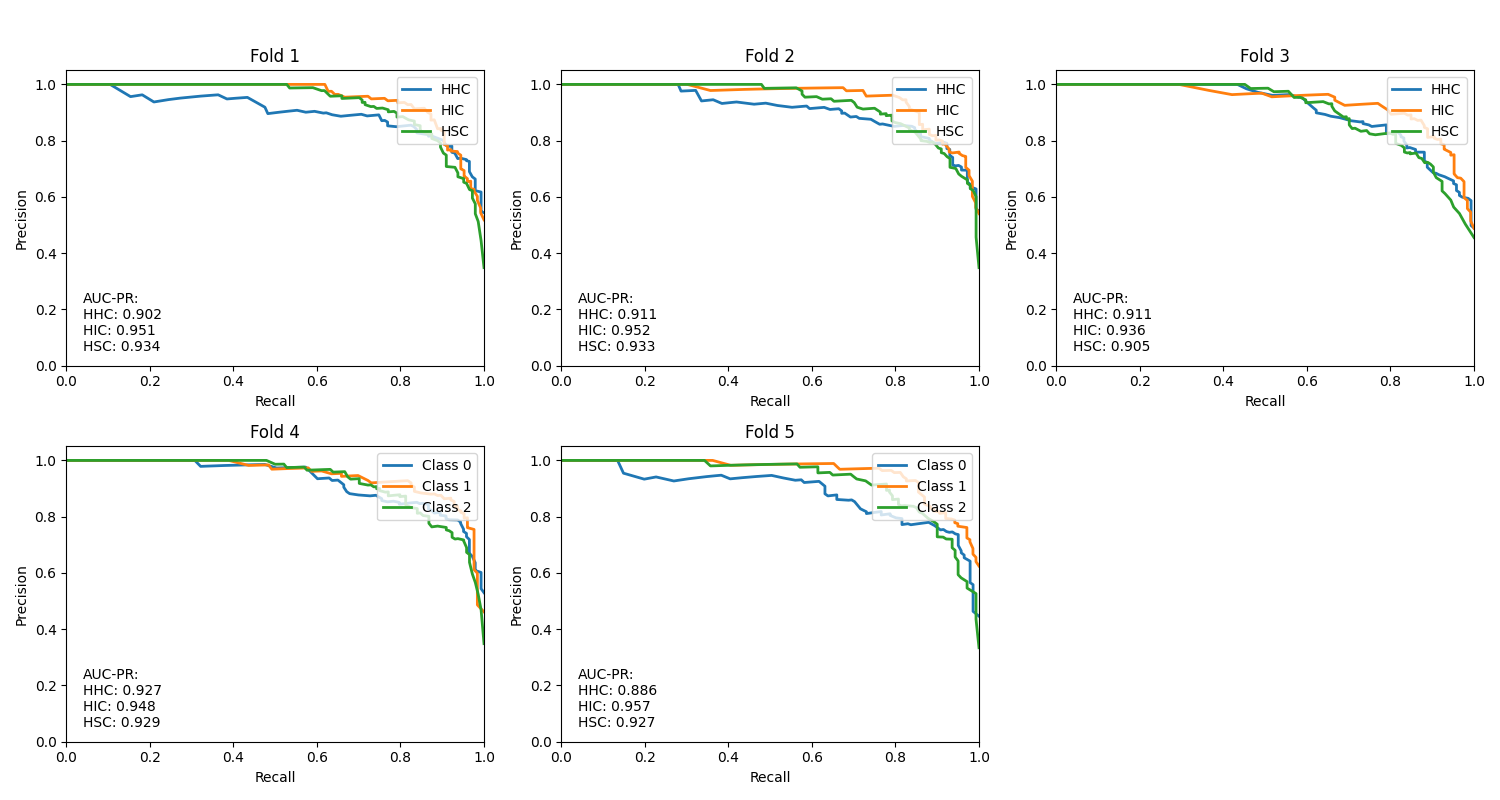 Fold 1
1.0
0.8
0.6
0.4
0.2
0.0
Precision
HHC
HIC
HSC
AUC-PR:
HHC: 0.902
HIC: 0.951
HSC: 0.934
0.0 0.2 0.4 0.6 0.8 1.0
Recall
Fold 2
1.0
0.8
0.6
0.4
0.2
0.0
Precision
HHC
HIC
HSC
AUC-PR:
HHC: 0.911
HIC: 0.952
HSC: 0.933
0.0 0.2 0.4 0.6 0.8 1.0
Recall
Fold 3
1.0
0.8
0.6
0.4
0.2
0.0
Precision
HHC
HIC
HSC
AUC-PR:
HHC: 0.911
HIC: 0.936
HSC: 0.905
0.0 0.2 0.4 0.6 0.8 1.0
Recall
Fold 4
1.0
0.8
0.6
0.4
0.2
0.0
Precision
Class 0
Class 1
Class 2
AUC-PR:
HHC: 0.927
HIC: 0.948
HSC: 0.929
0.0 0.2 0.4 0.6 0.8 1.0
Recall
Fold 5
1.0
0.8
0.6
0.4
0.2
0.0
Precision
Class 0
Class 1
Class 2
AUC-PR:
HHC: 0.886
HIC: 0.957
HSC: 0.927
0.0 0.2 0.4 0.6 0.8 1.0
Recall